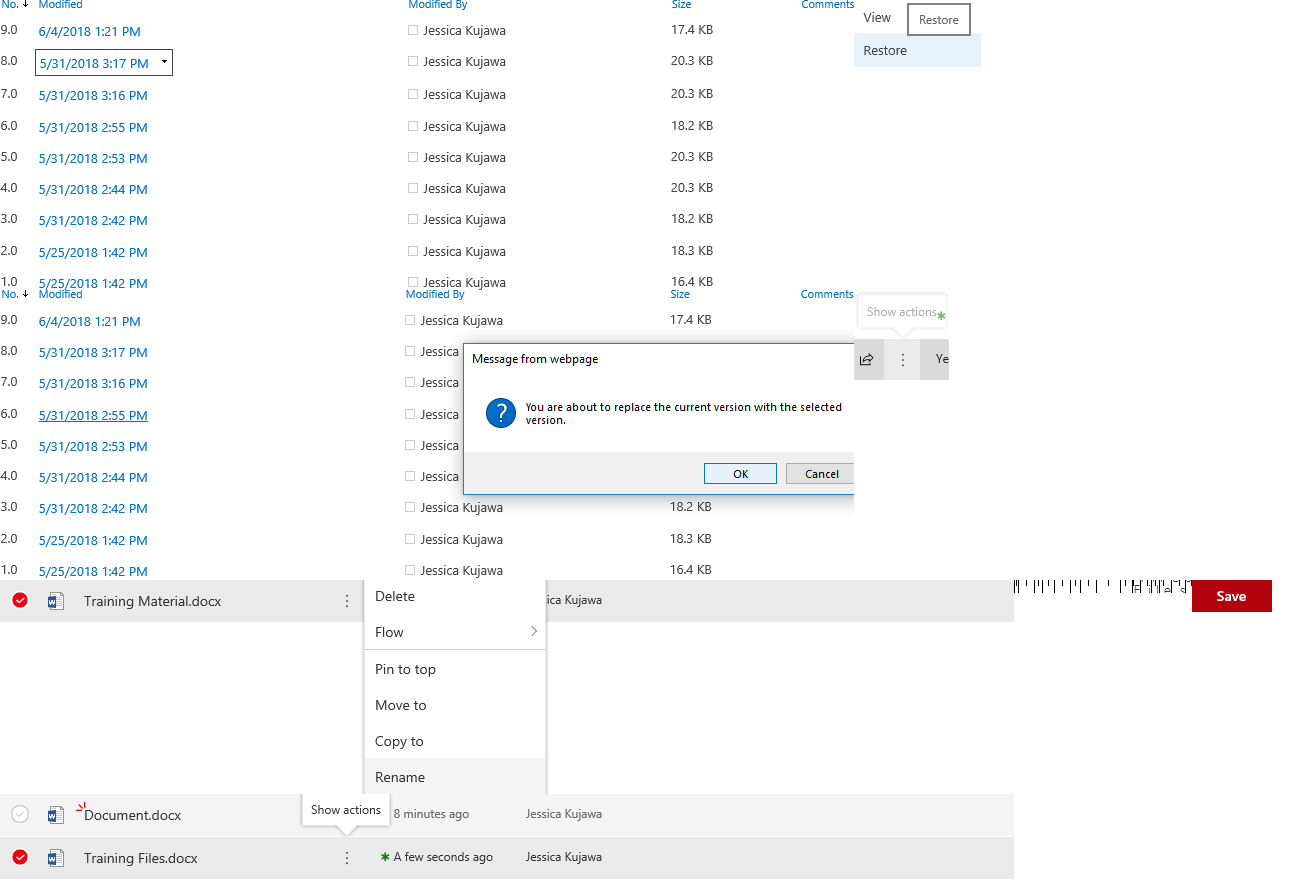 No. Modified Modified By Size Comments
9.0 6/4/2018 1:21 PM Jessica Kujawa 17.4 KB
8.0 5/31/2018 3:17 PM Jessica Kujawa 20.3 KB
7.0 5/31/2018 3:16 PM Jessica Kujawa 20.3 KB
6.0 5/31/2018 2:55 PM Jessica Kujawa 18.2 KB
5.0 5/31/2018 2:53 PM Jessica Kujawa 20.3 KB
4.0 5/31/2018 2:44 PM Jessica Kujawa 20.3 KB
3.0 5/31/2018 2:42 PM Jessica Kujawa 18.2 KB
2.0 5/25/2018 1:42 PM Jessica Kujawa 18.3 KB
1.0 5/25/2018 1:42 PM Jessica Kujawa 16.4 KB
View
Restore
Restore
No. Modified Modified By Size Comments
9.0 6/4/2018 1:21 PM Jessica Kujawa 17.4 KB
8.0 5/31/2018 3:17 PM Jessica
7.0 5/31/2018 3:16 PM Jessica
6.0 5/31/2018 2:55 PM Jessica
5.0 5/31/2018 2:53 PM Jessica
4.0 5/31/2018 2:44 PM Jessica
3.0 5/31/2018 2:42 PM Jessica Kujawa 18.2 KB
2.0 5/25/2018 1:42 PM Jessica Kujawa 18.3 KB
1.0 5/25/2018 1:42 PM Jessica Kujawa 16.4 KB
Message from webpage
You are about to replace the current version with the selected
version.
OK Cancel
Show actions
Ye
Training Material.docx
Delete
Flow
Pin to top
Move to
Copy to
Rename
ica Kujawa
Save
Show actions
Document.docx 8 minutes ago Jessica Kujawa
Training Files.docx A few seconds ago Jessica Kujawa